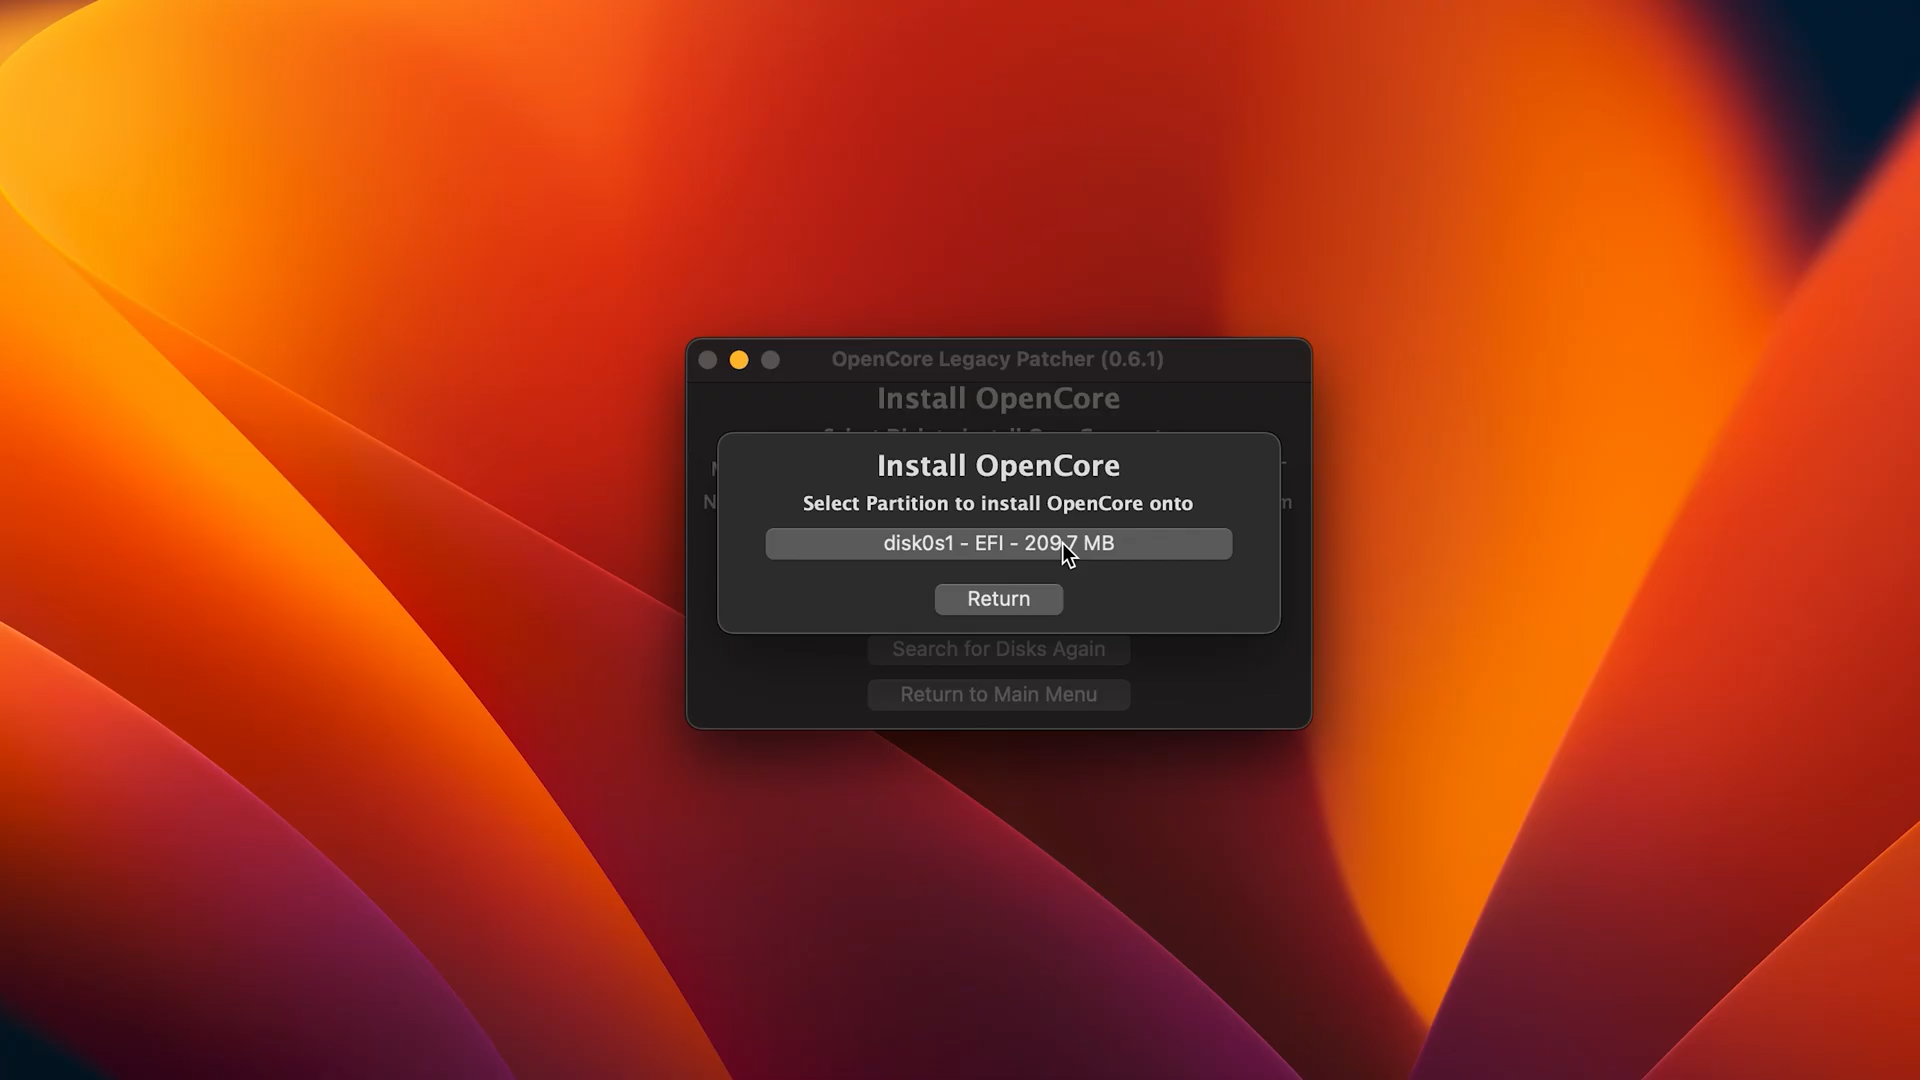 OpenCore Legacy Patcher (0.6.1)
Install OpenCore
Install OpenCore
Select Partition to install OpenCore onto
disk0s1 - EFI - 209.7 MB
Return
Search for Disks Again
Return to Main Menu